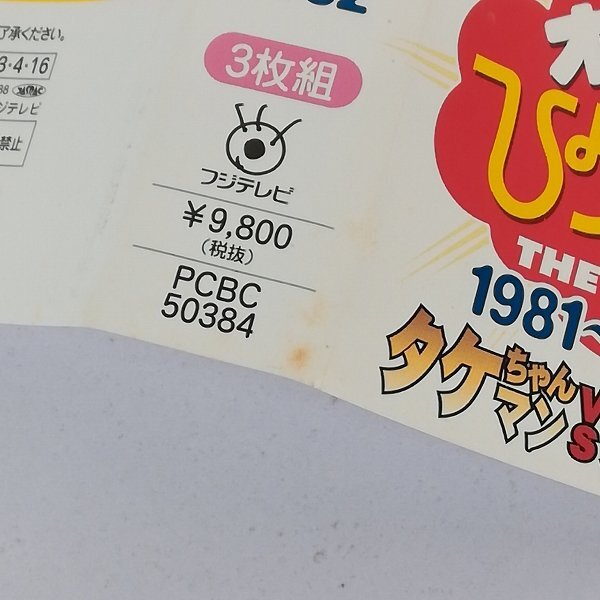 了承ください。
3・4・16
ジテレビ
禁止
3枚組
フジテレビ
¥9,800
(税抜)
PCBC
50384
ひょ
THE
1981~
タケちゃん
マン